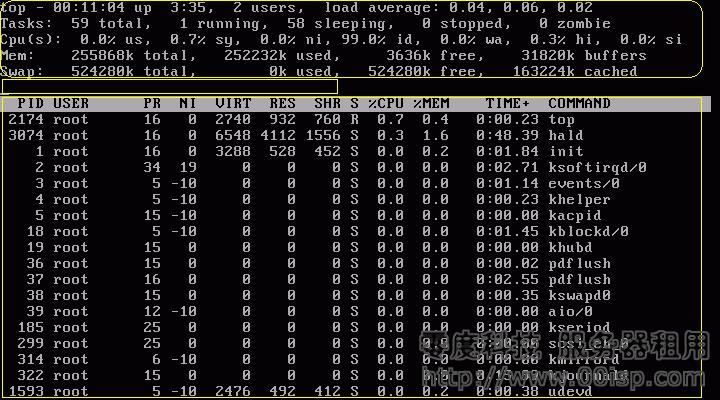 top - 00:11:04 up  3:35,  2 users,  load average: 0.04, 0.06, 0.02
Tasks:  59 total,   1 running,  58 sleeping,   0 stopped,   0 zombie
Cpu(s):  0.0% us,  0.7% sy,  0.0% ni, 99.0% id,  0.0% wa,  0.3% hi,  0.0% si
Mem:    255868k total,   252232k used,     3636k free,    31820k buffers
Swap:   524280k total,        0k used,   524280k free,   163224k cached
PID USER      PR  NI  VIRT  RES  SHR S %CPU %MEM    TIME+  COMMAND
2174 root      16   0  2740  932  760 R  0.7  0.4   0:00.23 top
3074 root      16   0  6548 4112 1556 S  0.3  1.6   0:48.39 hald
1 root      16   0  3288  528  452 S  0.0  0.2   0:01.84 init
2 root      34  19     0    0    0 S  0.0  0.0   0:02.71 ksoftirqd/0
3 root       5 -10     0    0    0 S  0.0  0.0   0:01.14 events/0
4 root       5 -10     0    0    0 S  0.0  0.0   0:00.23 khelper
5 root      15 -10     0    0    0 S  0.0  0.0   0:00.00 kacpid
18 root       5 -10     0    0    0 S  0.0  0.0   0:01.45 kblockd/0
19 root      15   0     0    0    0 S  0.0  0.0   0:00.00 khubd
36 root      15   0     0    0    0 S  0.0  0.0   0:00.02 pdflush
37 root      16   0     0    0    0 S  0.0  0.0   0:02.55 pdflush
38 root      15   0     0    0    0 S  0.0  0.0   0:00.35 kswapd0
39 root      12 -10     0    0    0 S  0.0  0.0   0:00.00 aio/0
185 root      25   0     0    0    0 S  0.0  0.0   0:00.00 kseriod
299 root      25   0     0    0    0 S  0.0  0.0   0:00.00
314 root       6 -10     0    0    0 S  0.0  0.0   0:00.00 kmirrord
322 root      15   0     0    0    0 S  0.0  0.0 kjournald
1593 root       5 -10  2476  492  412 S  0.0  0.2   0:00.38 udevd
零度科技 服务器租用
http://www.00isp.com